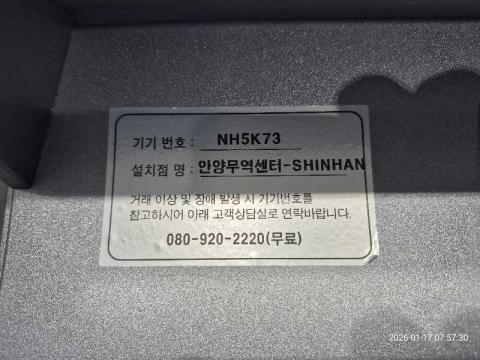 기기 번호 : NH5K73
설치점 명 : 안양무역센터-SHINHAN
거래 이상 및 장애 발생 시 기기번호를
참고하시어 아래 고객상담실로 연락바랍니다.
080-920-2220(무료)
2026-01-17 07:57:30